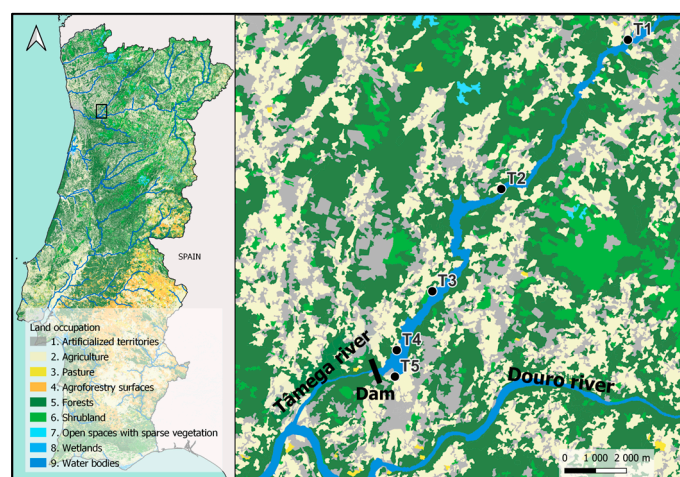 SPAIN
Land occupation
1. Artificialized territories
2. Agriculture
3. Pasture
4. Agroforestry surfaces
5. Forests
6. Shrubland
7. Open spaces with sparse vegetation
8. Wetlands
9. Water bodies
T1
T2
T3
T4
T5
Tâmega river
Dam
Douro river
0 1 000 2 000 m